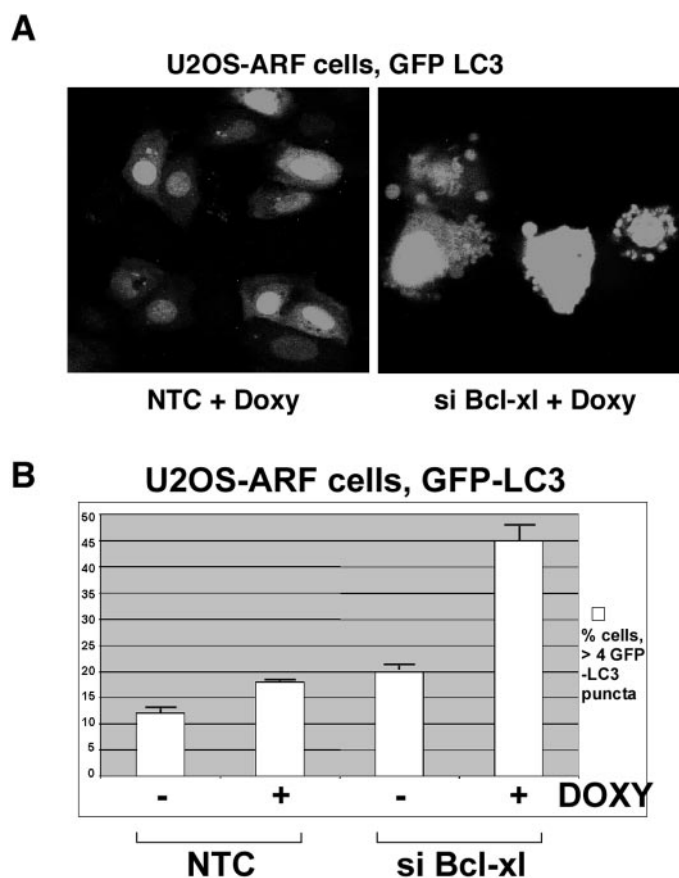 A
U2OS-ARF cells, GFP LC3
NTC + Doxy
si Bcl-xl + Doxy
B
U2OS-ARF cells, GFP-LC3
50
45
40
35
30
25
20
15
10
5
0
% cells,
> 4 GFP
-LC3
puncta
- + - + DOXY
NTC
si Bcl-xl